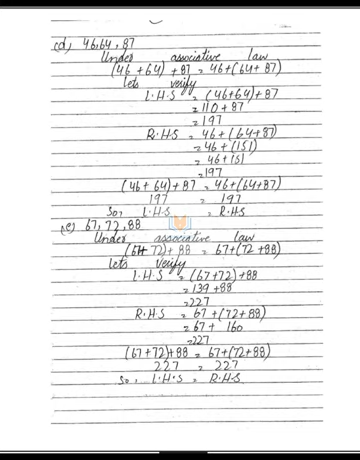 (d) 46,64,87
Under associative law
(46 + 64) + 87 = 46+(64+87)
lets verify
L.H.S = (46+64)+87
= 110 + 87
= 197
R.H.S = 46+(64+87)
= 46+(151)
= 46+151
= 197
(46+64)+87 = 46+(64+87)
197 = 197
So, L.H.S = R.H.S
(e) 67,72,88
Under associative law
72)+ 88 = 67+(72 +88)
lets verify
L.H.S = (67+72)+88
= 139 +88
= 227
R.H.S = 67 +(72+88)
= 67 + 160
= 227
(67+72)+88 = 67+(72+88)
227 = 227
So, L.H.S = R.H.S